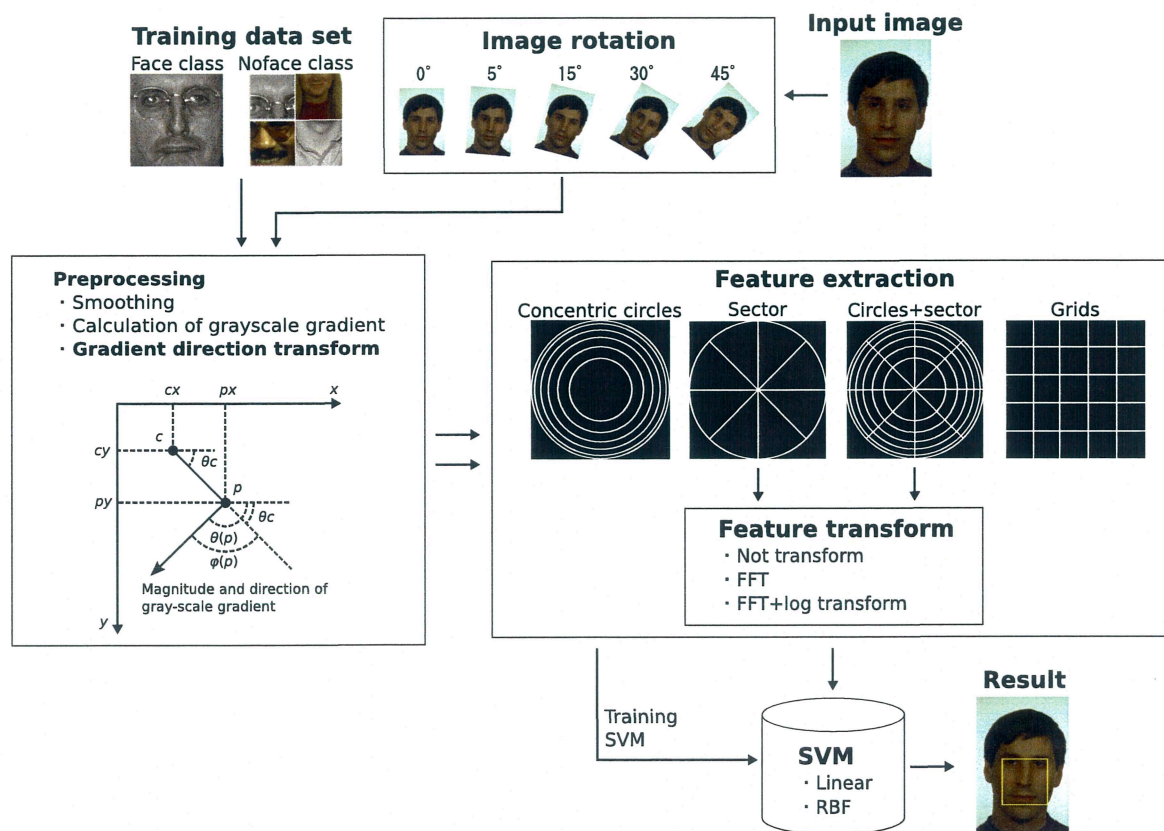 Training data set
Face class
Noface class
Image rotation
0°
5°
15°
30°
45°
Input image
Preprocessing
· Smoothing
· Calculation of grayscale gradient
· Gradient direction transform
cx
px
x
c
cy
θc
p
py
θc
θ(p)
φ(p)
Magnitude and direction of
gray-scale gradient
y
Feature extraction
Concentric circles
Sector
Circles+sector
Grids
Feature transform
· Not transform
· FFT
· FFT+log transform
Training
SVM
SVM
· Linear
· RBF
Result